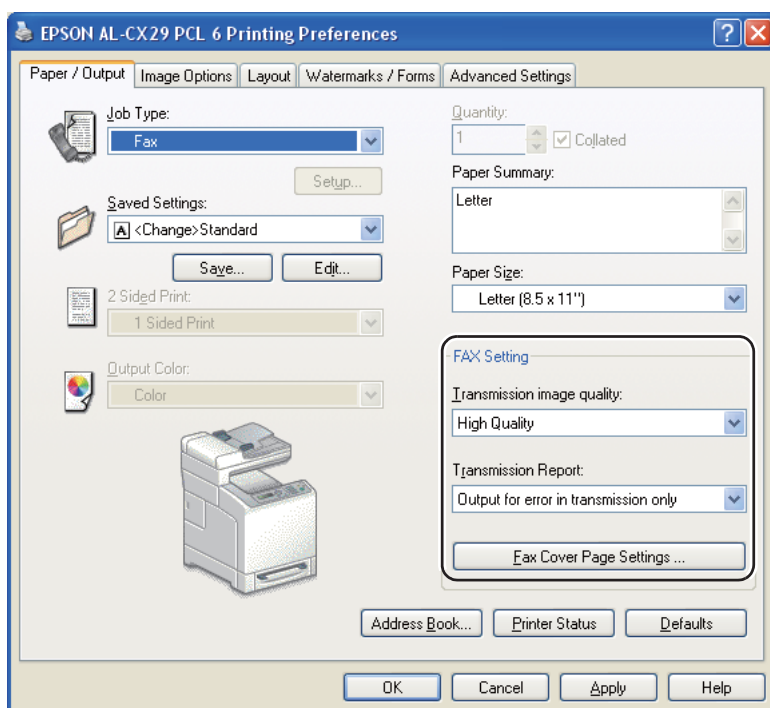 EPSON AL-CX29 PCL 6 Printing Preferences
Paper / Output
Image Options
Layout
Watermarks / Forms
Advanced Settings
Job Type:
Fax
Setup...
Saved Settings:
A <Change>Standard
Save...
Edit...
2 Sided Print:
1 Sided Print
Output Color:
Color
Quantity:
1
Collated
Paper Summary:
Letter
Paper Size:
Letter (8.5 x 11")
FAX Setting
Transmission image quality:
High Quality
Transmission Report:
Output for error in transmission only
Fax Cover Page Settings ...
Address Book...
Printer Status
Defaults
OK
Cancel
Apply
Help